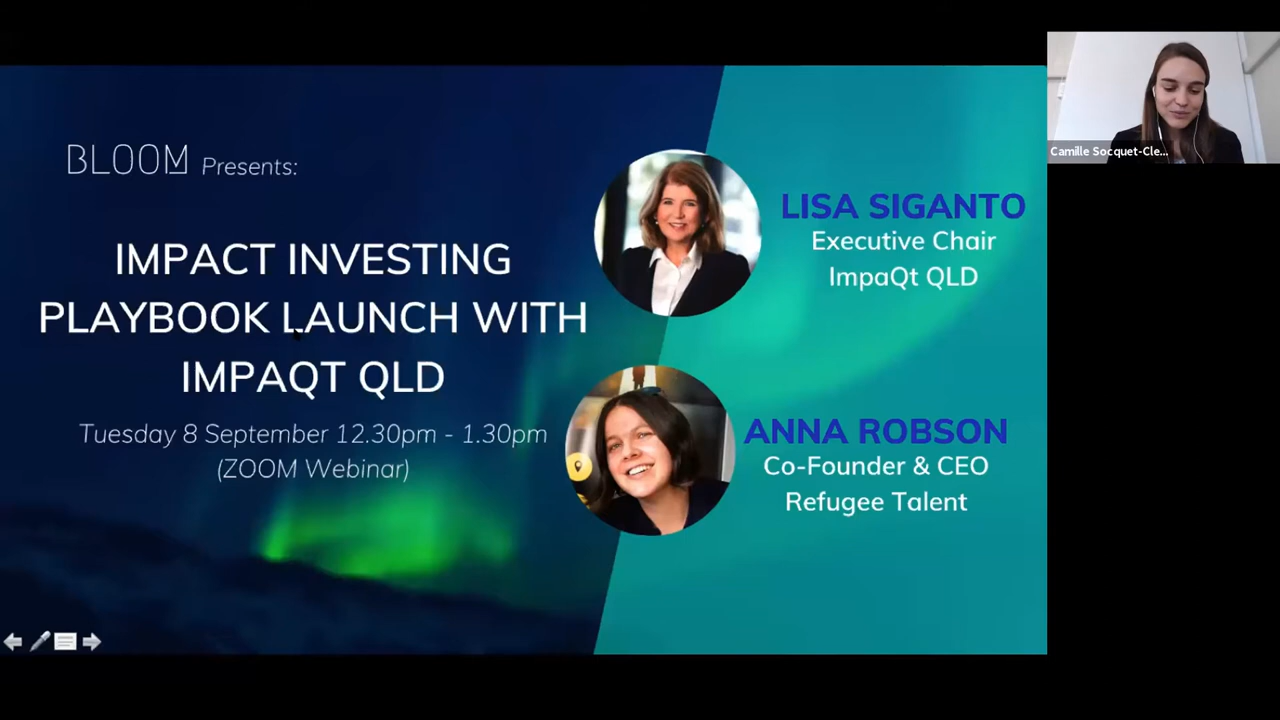 BLOOM Presents:
IMPACT INVESTING
PLAYBOOK LAUNCH WITH
IMPAQT QLD
Tuesday 8 September 12.30pm - 1.30pm
(ZOOM Webinar)
LISA SIGANTO
Executive Chair
ImpaQt QLD
ANNA ROBSON
Co-Founder & CEO
Refugee Talent
Camille Socquet-Cle...